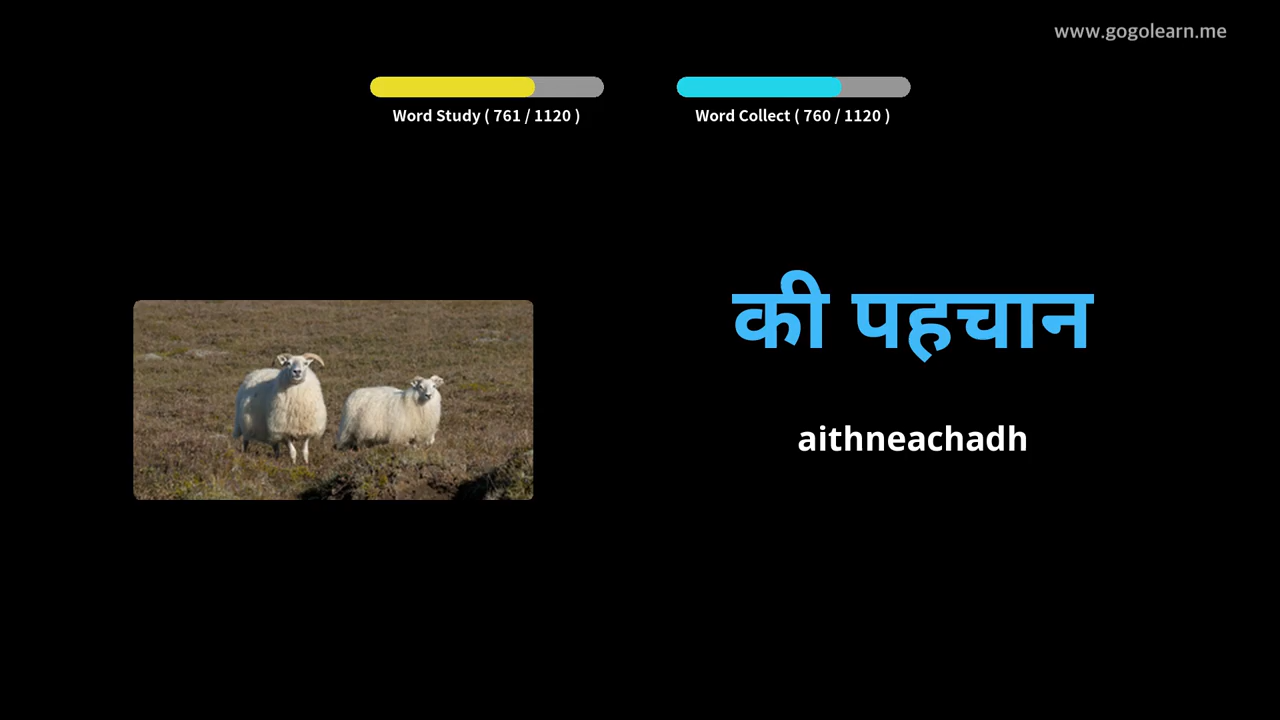 www.gogolearn.me
Word Study ( 761 / 1120 )
Word Collect ( 760 / 1120 )
की पहचान
aithneachadh